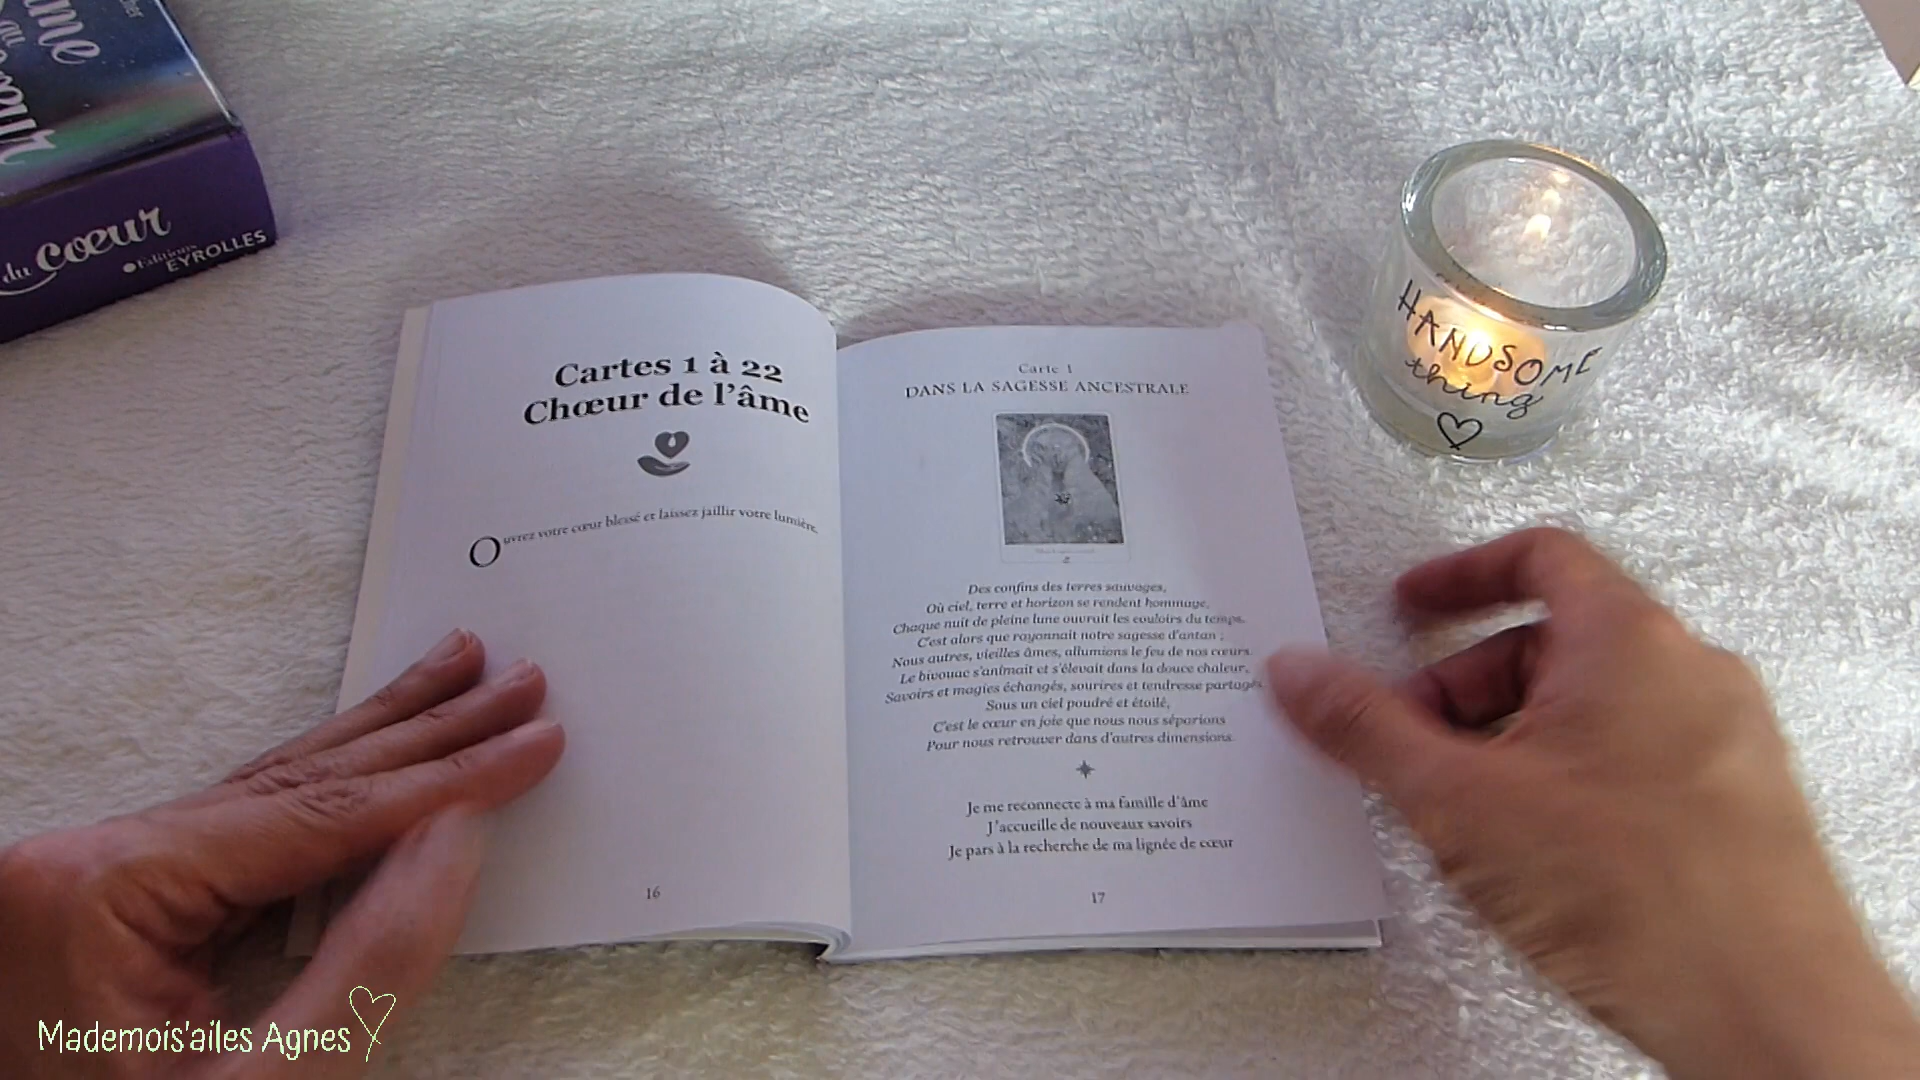 âme
au
cœur
du cœur
Editions
EYROLLES
Cartes 1 à 22
Chœur de l'âme
Ouvrez votre cœur blessé et laissez jaillir votre lumière.
16
Carte 1
DANS LA SAGESSE ANCESTRALE
Des confins des terres sauvages,
Où ciel, terre et horizon se rendent hommage,
Chaque nuit de pleine lune ouvrait les couloirs du temps.
C'est alors que rayonnait notre sagesse d'antan ;
Nous autres, vieilles âmes, allumions le feu de nos cœurs.
Le bivouac s'animait et s'élevait dans la douce chaleur,
Savoirs et magies échangés, sourires et tendresse partagés
Sous un ciel poudré et étoilé,
C'est le cœur en joie que nous nous séparions
Pour nous retrouver dans d'autres dimensions.
Je me reconnecte à ma famille d'âme
J'accueille de nouveaux savoirs
Je pars à la recherche de ma lignée de cœur
17
HANDSOME
thing
Mademois'ailes Agnes